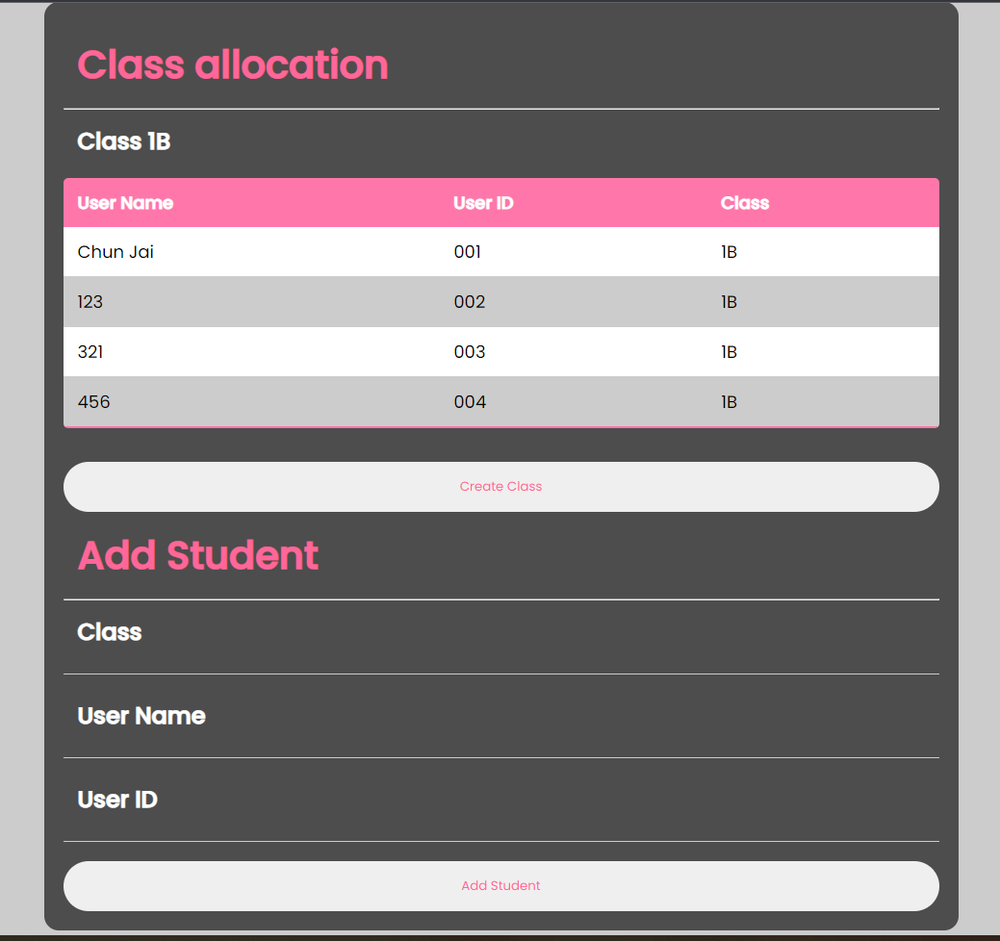 Class allocation
Class 1B
User Name User ID Class
Chun Jai 001 1B
123 002 1B
321 003 1B
456 004 1B
Create Class
Add Student
Class
User Name
User ID
Add Student